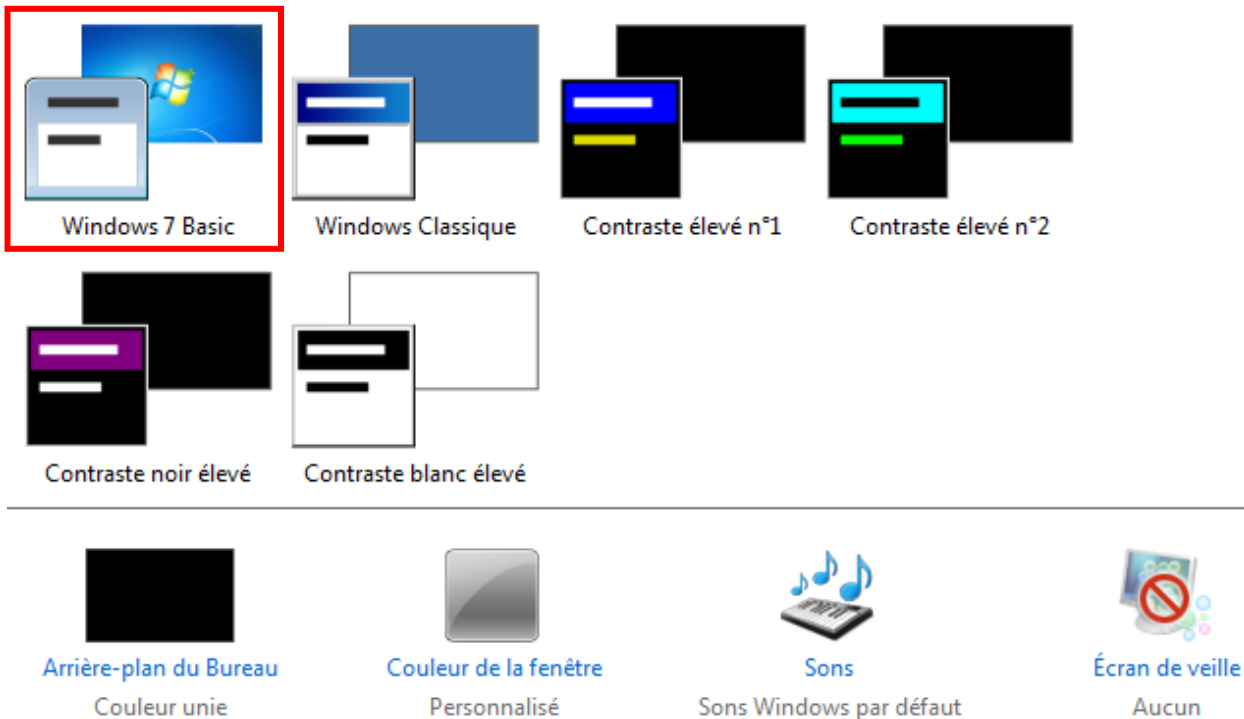 Windows 7 Basic
Windows Classique
Contraste élevé n°1
Contraste élevé n°2
Contraste noir élevé
Contraste blanc élevé
Arrière-plan du Bureau
Couleur unie
Couleur de la fenêtre
Personnalisé
Sons
Sons Windows par défaut
Écran de veille
Aucun